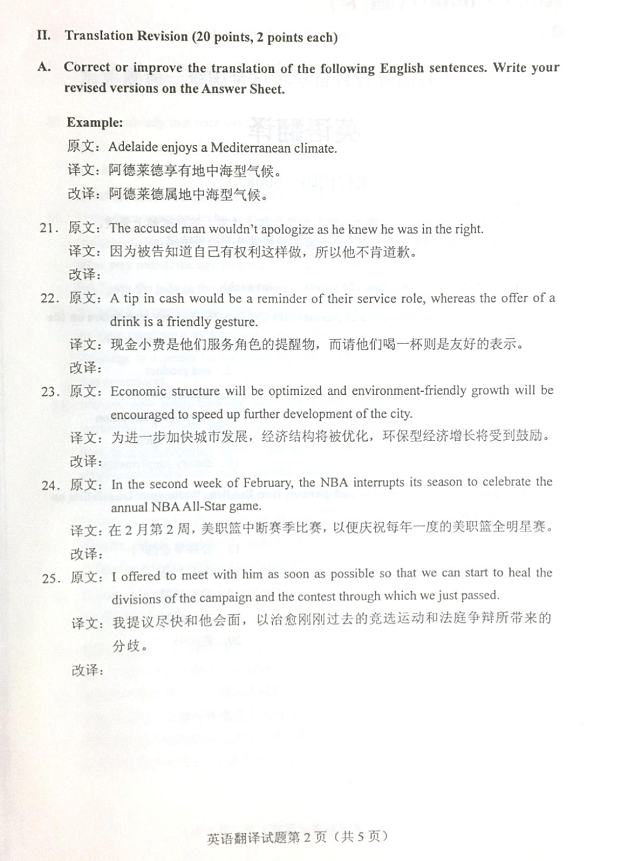 II. Translation Revision (20 points, 2 points each)
A. Correct or improve the translation of the following English sentences. Write your
revised versions on the Answer Sheet.
Example:
原文：Adelaide enjoys a Mediterranean climate.
译文：阿德莱德享有地中海型气候。
改译：阿德莱德属地中海型气候。
21. 原文：The accused man wouldn't apologize as he knew he was in the right.
译文：因为被告知道自己有权利这样做，所以他不肯道歉。
改译：
22. 原文：A tip in cash would be a reminder of their service role, whereas the offer of a
drink is a friendly gesture.
译文：现金小费是他们服务角色的提醒物，而请他们喝一杯则是友好的表示。
改译：
23. 原文：Economic structure will be optimized and environment-friendly growth will be
encouraged to speed up further development of the city.
译文：为进一步加快城市发展，经济结构将被优化，环保型经济增长将受到鼓励。
改译：
24. 原文：In the second week of February, the NBA interrupts its season to celebrate the
annual NBA All-Star game.
译文：在 2 月第 2 周，美职篮中断赛季比赛，以便庆祝每年一度的美职篮全明星赛。
改译：
25. 原文：I offered to meet with him as soon as possible so that we can start to heal the
divisions of the campaign and the contest through which we just passed.
译文：我提议尽快和他会面，以治愈刚刚过去的竞选运动和法庭争辩所带来的
分歧。
改译：
英语翻译试题第 2 页（共 5 页）